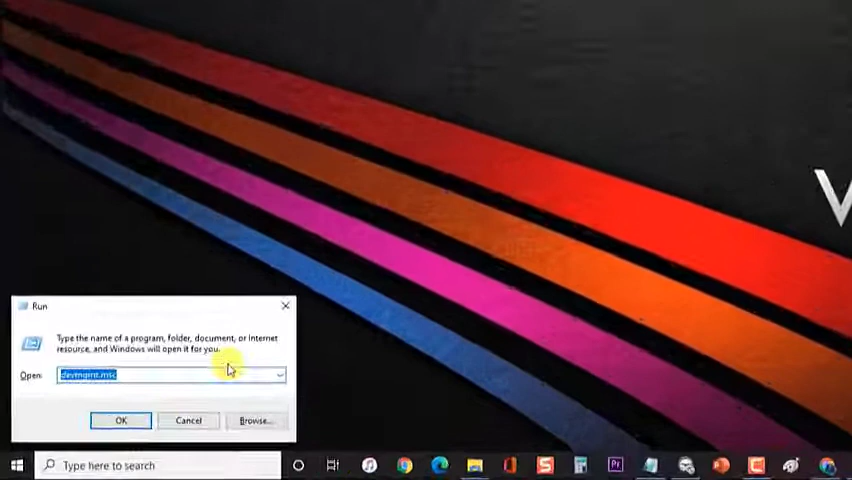 V
Run
Type the name of a program, folder, document, or Internet
resource, and Windows will open it for you.
Open:
devmgmt.msc
OK
Cancel
Browse...
Type here to search
Pr